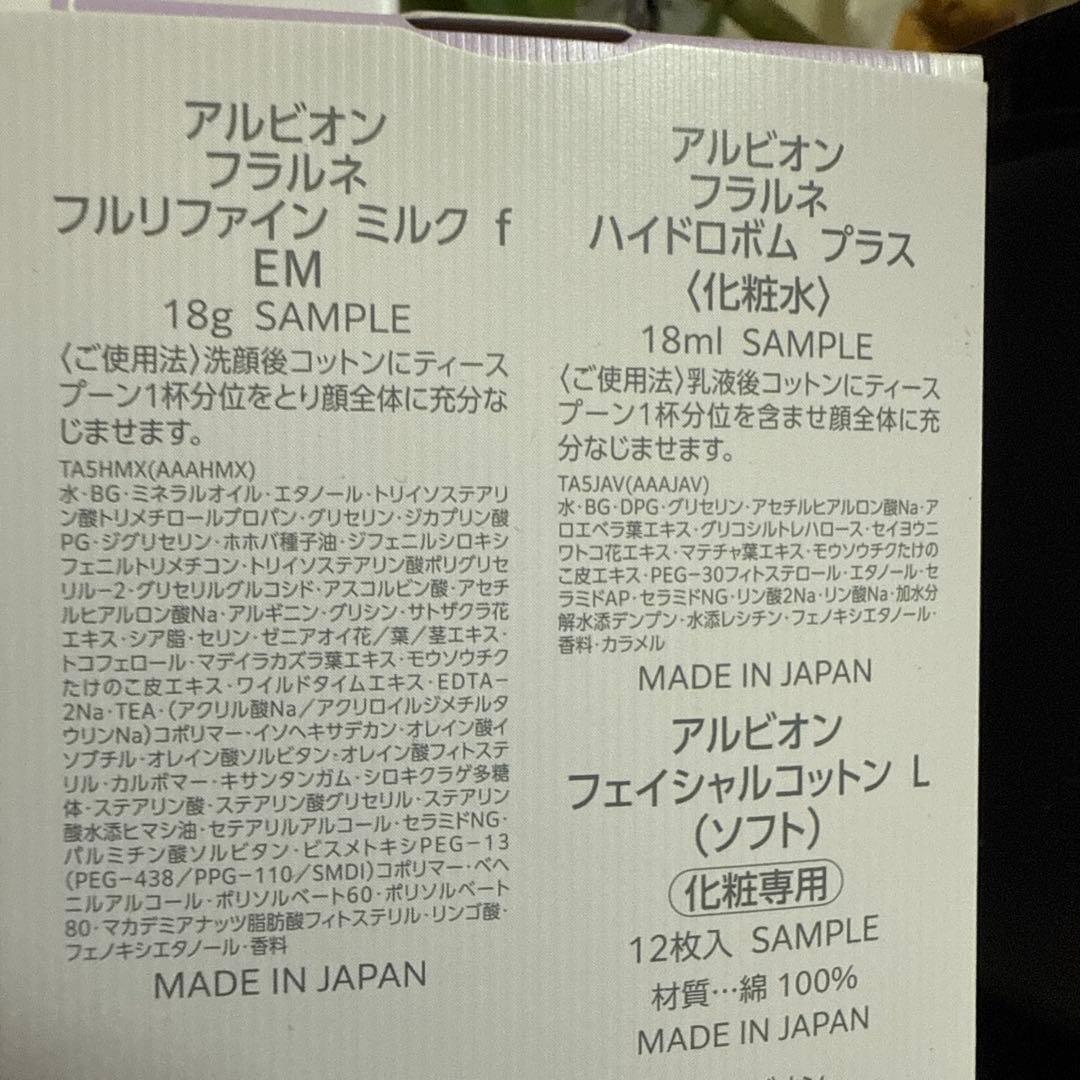 アルビオン
フラルネ
フルリファイン ミルク f
EM
18g SAMPLE
〈ご使用法〉洗顔後コットンにティース
プーン1杯分位をとり顔全体に充分な
じませます。
TA5HMX(AAAHMX)
水・BG・ミネラルオイル・エタノール・トリイソステアリ
ン酸トリメチロールプロパン・グリセリン・ジカプリン酸
PG・ジグリセリン・ホホバ種子油・ジフェニルシロキシ
フェニルトリメチコン・トリイソステアリン酸ポリグリセ
リル−2・グリセリルグルコシド・アスコルビン酸・アセチ
ルヒアルロン酸Na・アルギニン・グリシン・サトザクラ花
エキス・シア脂・セリン・ゼニアオイ花/葉/茎エキス・
トコフェロール・マデイラカズラ葉エキス・モウソウチク
たけのこ皮エキス・ワイルドタイムエキス・EDTA−
2Na・TEA・(アクリル酸Na/アクリロイルジメチルタ
ウリンNa)コポリマー・イソヘキサデカン・オレイン酸イ
ソブチル・オレイン酸ソルビタン・オレイン酸フィトステ
リル・カルボマー・キサンタンガム・シロキクラゲ多糖
体・ステアリン酸・ステアリン酸グリセリル・ステアリン
酸水添ヒマシ油・セテアリルアルコール・セラミドNG・
パルミチン酸ソルビタン・ビスメトキシPEG−13
(PEG−438/PPG−110/SMDI)コポリマー・ベヘ
ニルアルコール・ポリソルベート60・ポリソルベート
80・マカデミアナッツ脂肪酸フィトステリル・リンゴ酸・
フェノキシエタノール・香料
MADE IN JAPAN
アルビオン
フラルネ
ハイドロボム プラス
〈化粧水〉
18ml SAMPLE
〈ご使用法〉乳液後コットンにティース
プーン1杯分位を含ませ顔全体に充
分なじませます。
TA5JAV(AAAJAV)
水・BG・DPG・グリセリン・アセチルヒアルロン酸Na・ア
ロエベラ葉エキス・グリコシルトレハロース・セイヨウニ
ワトコ花エキス・マテチャ葉エキス・モウソウチクたけの
こ皮エキス・PEG−30フィトステロール・エタノール・セ
ラミドAP・セラミドNG・リン酸2Na・リン酸Na・加水分
解水添デンプン・水添レシチン・フェノキシエタノール・
香料・カラメル
MADE IN JAPAN
アルビオン
フェイシャルコットン L
(ソフト)
化粧専用
12枚入 SAMPLE
材質…綿 100%
MADE IN JAPAN